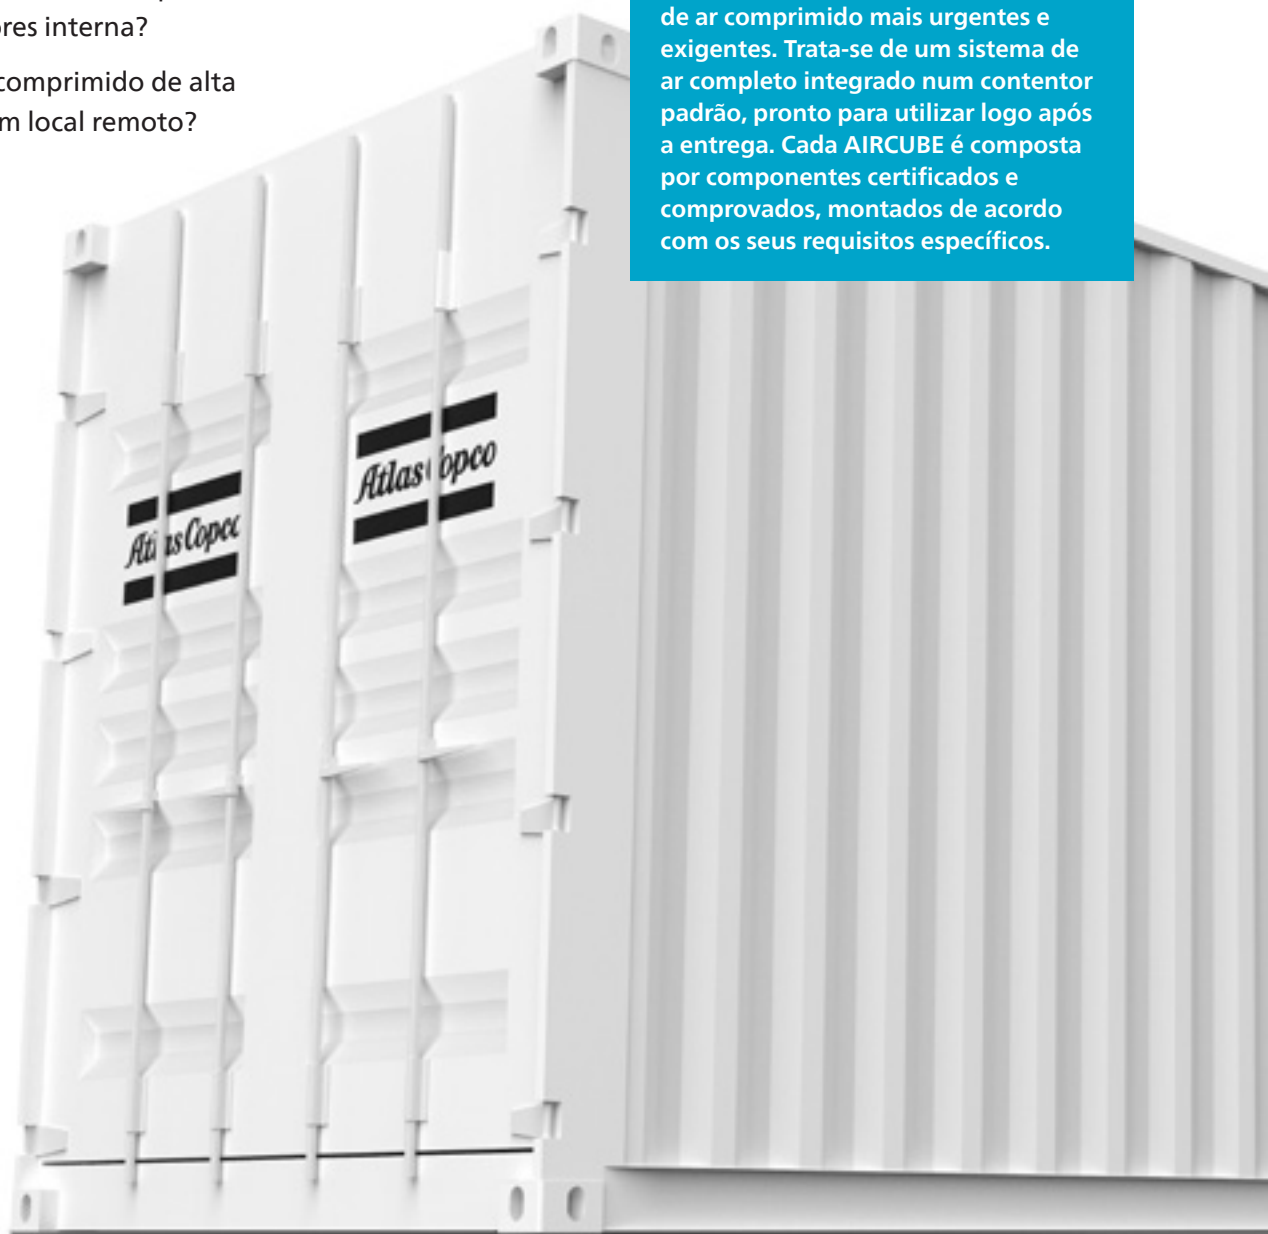 interna?
comprimido de alta
local remoto?
de ar comprimido mais urgentes e
exigentes. Trata-se de um sistema de
ar completo integrado num contentor
padrão, pronto para utilizar logo após
a entrega. Cada AIRCUBE é composta
por componentes certificados e
comprovados, montados de acordo
com os seus requisitos específicos.
Atlas Copco
Atlas Copco